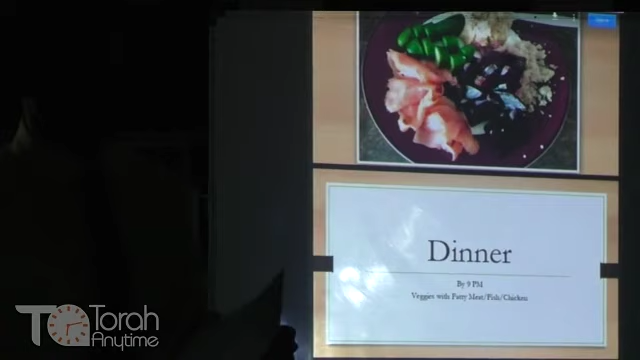 Dinner
By 9 PM
Veggies with Fatty Meat/Fish/Chicken
Torah
Anytime